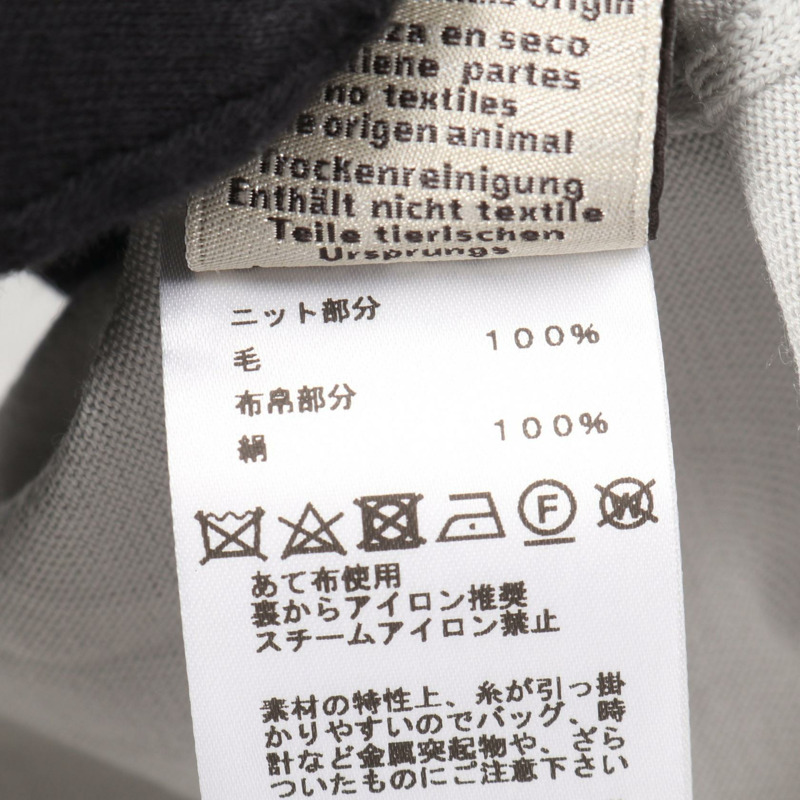 origin
en seco
partes
no textiles
origen animal
Trockenreinigung
Enthält nicht textile
Teile tierischen
Ursprungs
ニット部分
毛 100%
布帛部分
絹 100%
F W
あて布使用
裏からアイロン推奨
スチームアイロン禁止
素材の特性上、糸が引っ掛
かりやすいのでバッグ、時
計など金属突起物や、ざら
ついたものにご注意下さい